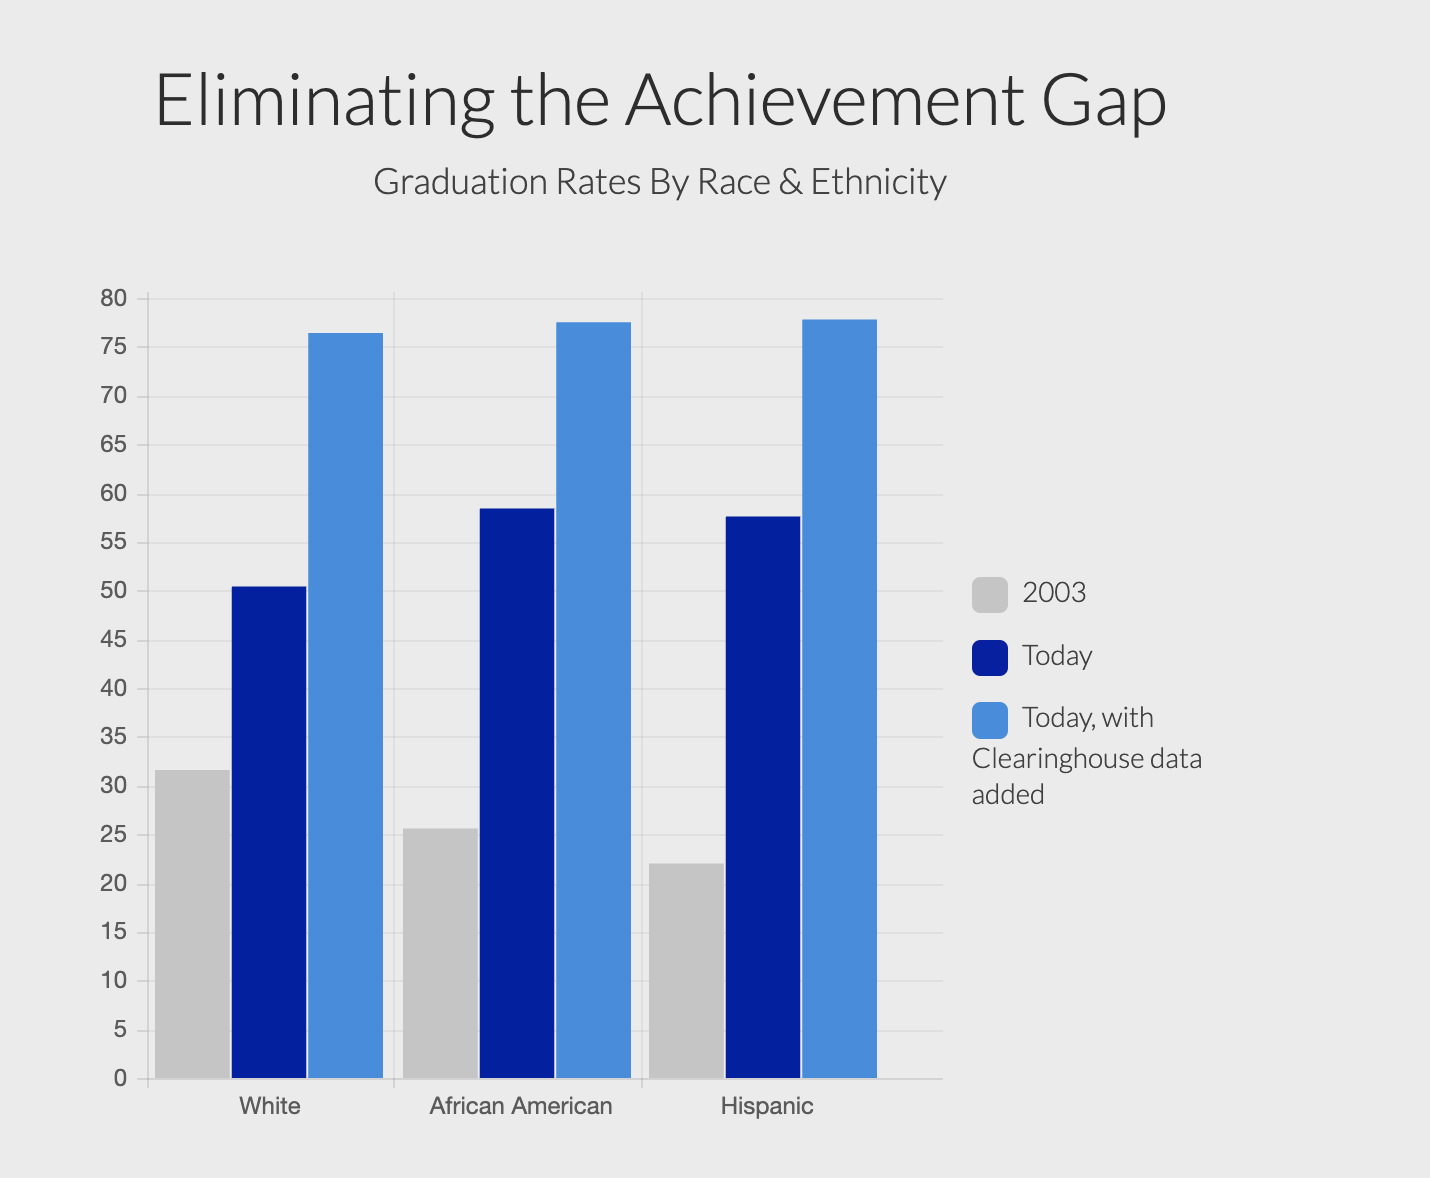 Eliminating the Achievement Gap
Graduation Rates By Race & Ethnicity
80
75
70
65
60
55
50
45
40
35
30
25
20
15
10
5
0
White African American Hispanic
2003
Today
Today, with
Clearinghouse data
added